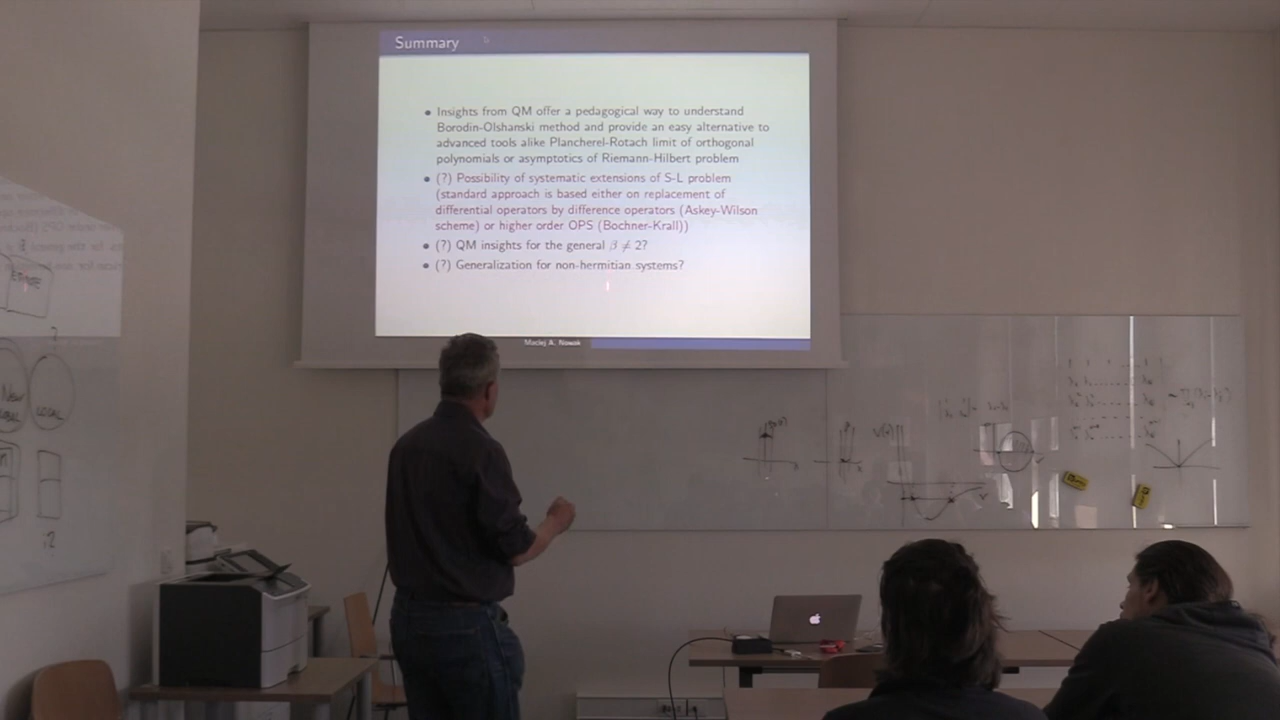 Summary
Insights from QM offer a pedagogical way to understand
Borodin-Olshanski method and provide an easy alternative to
advanced tools alike Plancherel-Rotach limit of orthogonal
polynomials or asymptotics of Riemann-Hilbert problem
(?) Possibility of systematic extensions of S-L problem
(standard approach is based either on replacement of
differential operators by difference operators (Askey-Wilson
scheme) or higher order OPS (Bochner-Krall))
(?) QM insights for the general β ≠ 2?
(?) Generalization for non-hermitian systems?
Maciej A. Nowak
LOCAL